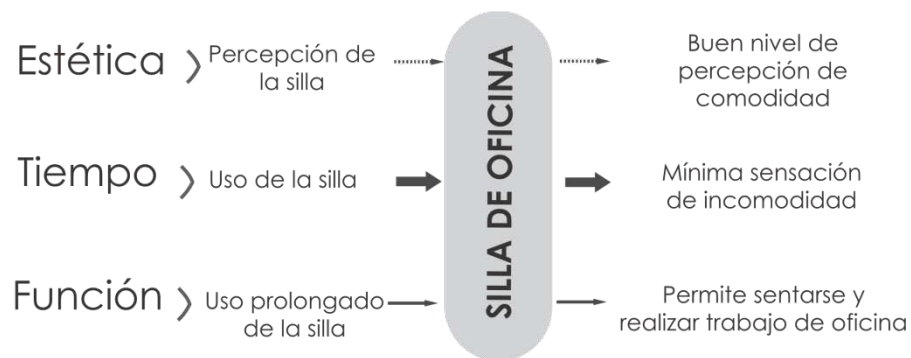 Estética
Percepción de
la silla
Buen nivel de
percepción de
comodidad
Tiempo
Uso de la silla
SILLA DE OFICINA
Mínima sensación
de incomodidad
Función
Uso prolongado
de la silla
Permite sentarse y
realizar trabajo de oficina